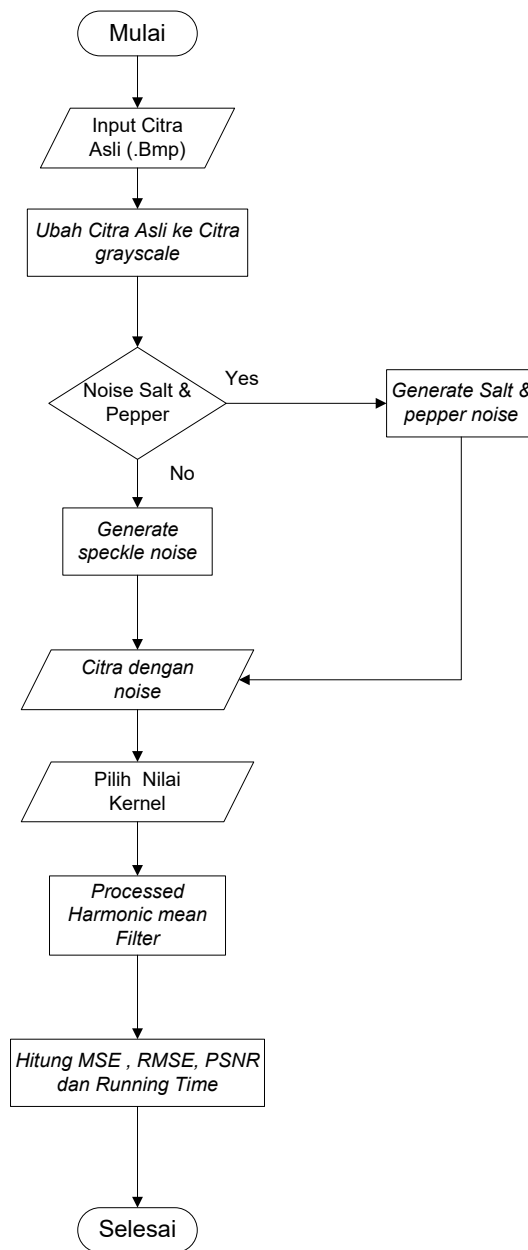 Mulai
Input Citra
Asli (.Bmp)
Ubah Citra Asli ke Citra
grayscale
Noise Salt &
Pepper
Yes
Generate Salt &
pepper noise
No
Generate
speckle noise
Citra dengan
noise
Pilih Nilai
Kernel
Processed
Harmonic mean
Filter
Hitung MSE , RMSE, PSNR
dan Running Time
Selesai